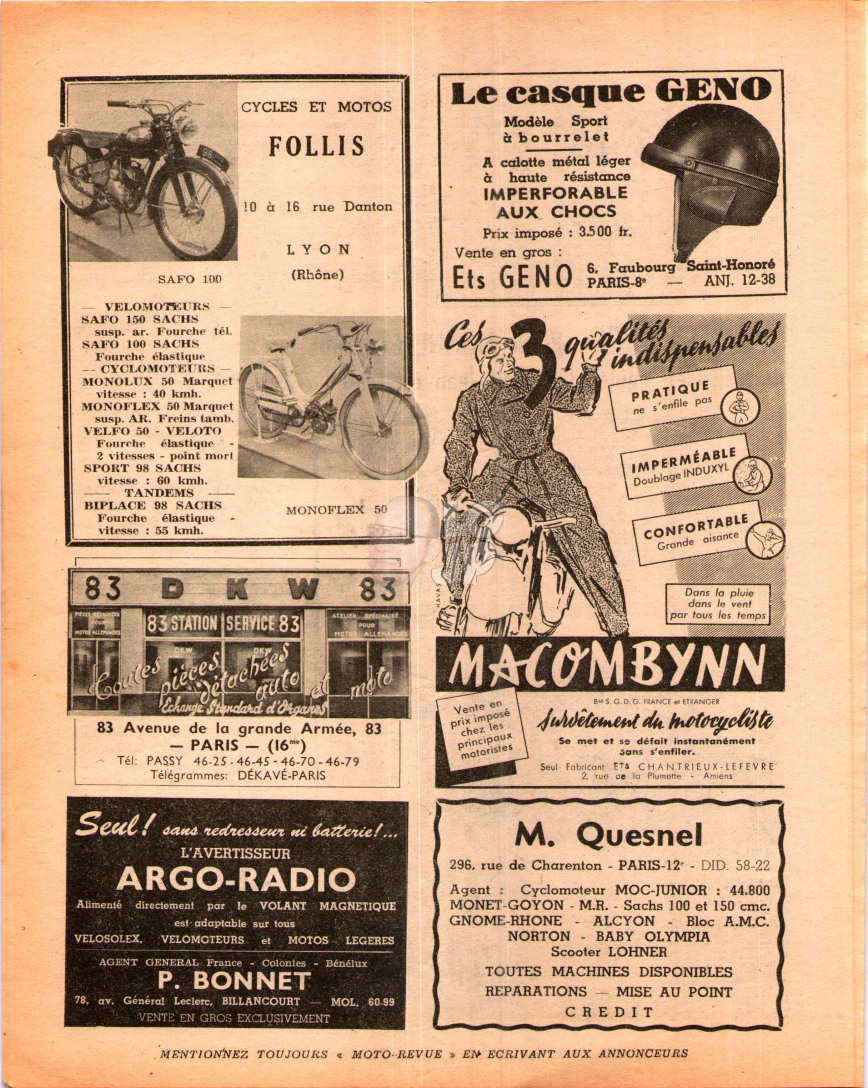 CYCLES ET MOTOS
FOLLIS
10 à 16 rue Danton
LYON
(Rhône)
SAFO 100
— VELOMOTEURS —
SAFO 150 SACHS
susp. ar. Fourche tél.
SAFO 100 SACHS
Fourche élastique
-- CYCLOMOTEURS --
MONOLUX 50 Marquet
vitesse : 40 kmh.
MONOFLEX 50 Marquet
susp. AR. Freins tamb.
VELFO 50 - VELOTO
Fourche élastique -
2 vitesses - point mort
SPORT 98 SACHS
vitesse : 60 kmh.
—— TANDEMS ——
BIPLACE 98 SACHS
Fourche élastique -
vitesse : 55 kmh.
MONOFLEX 50
Le casque GENO
Modèle Sport
à bourrelet
A calotte métal léger
à haute résistance
IMPERFORABLE
AUX CHOCS
Prix imposé : 3.500 fr.
Vente en gros :
Ets GENO 6, Faubourg Saint-Honoré
PARIS-8e — ANJ. 12-38
Ces 3 qualités
indispensables
PRATIQUE
ne s'enfile pas
IMPERMÉABLE
Doublage INDUXYL
CONFORTABLE
Grande aisance
Dans la pluie
dans le vent
par tous les temps
MACOMBYNN
Bté S. G. D. G. FRANCE et ETRANGER
Vente en
prix imposé
chez les
principaux
motoristes
Survêtement du motocycliste
Se met et se défait instantanément
sans s'enfiler.
Seul Fabricant ETS CHANTRIEUX-LEFEVRE
2, rue de la Plumette - Amiens
83 DKW 83
PIÈCES DÉTACHÉES
POUR
MOTOS ALLEMANDES
83 STATION SERVICE 83
ATELIER SPÉCIALISÉ
POUR
MOTOS ALLEMANDES
DKW
DKW
Toutes pièces détachées auto et moto
Echange Standard d'Organes
83 Avenue de la grande Armée, 83
— PARIS — (16me)
Tél: PASSY 46-25 - 46-45 - 46-70 - 46-79
Télégrammes: DÉKAVÉ-PARIS
Seul! sans redresseur ni batterie!...
L'AVERTISSEUR
ARGO-RADIO
Alimenté directement par le VOLANT MAGNETIQUE
est adaptable sur tous
VELOSOLEX, VELOMOTEURS et MOTOS LEGERES
AGENT GENERAL France - Colonies - Bénélux
P. BONNET
78, av. Général Leclerc, BILLANCOURT — MOL. 60-99
VENTE EN GROS EXCLUSIVEMENT
M. Quesnel
296, rue de Charenton - PARIS-12e - DID. 58-22
Agent : Cyclomoteur MOC-JUNIOR : 44.800
MONET-GOYON - M.R. - Sachs 100 et 150 cmc.
GNOME-RHONE - ALCYON - Bloc A.M.C.
NORTON - BABY OLYMPIA
Scooter LOHNER
TOUTES MACHINES DISPONIBLES
REPARATIONS — MISE AU POINT
CREDIT
MENTIONNEZ TOUJOURS « MOTO-REVUE » EN ECRIVANT AUX ANNONCEURS